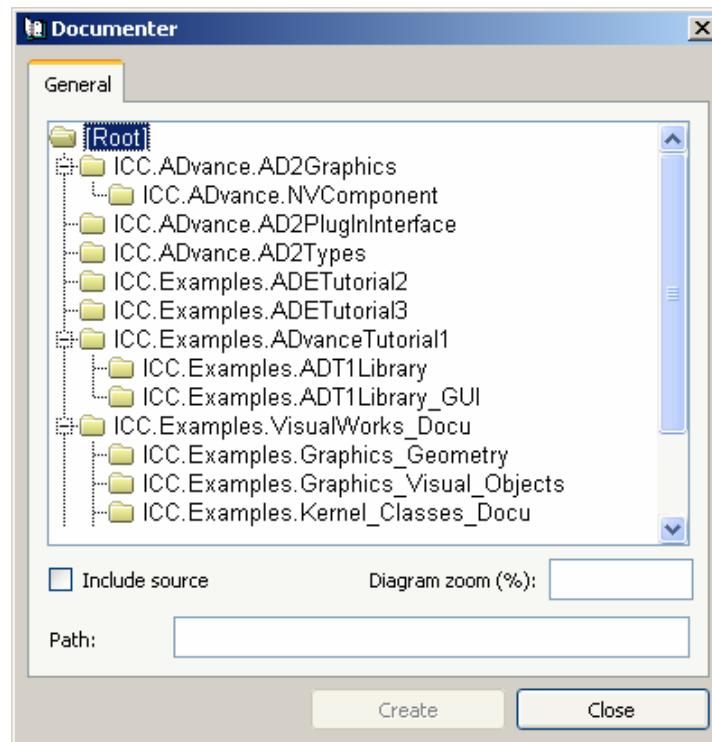 Documenter
General
[Root]
ICC.ADvance.AD2Graphics
ICC.ADvance.NVComponent
ICC.ADvance.AD2PlugInInterface
ICC.ADvance.AD2Types
ICC.Examples.ADETutorial2
ICC.Examples.ADETutorial3
ICC.Examples.ADvanceTutorial1
ICC.Examples.ADT1Library
ICC.Examples.ADT1Library_GUI
ICC.Examples.VisualWorks_Docu
ICC.Examples.Graphics_Geometry
ICC.Examples.Graphics_Visual_Objects
ICC.Examples.Kernel_Classes_Docu
Include source Diagram zoom (%):
Path:
Create Close